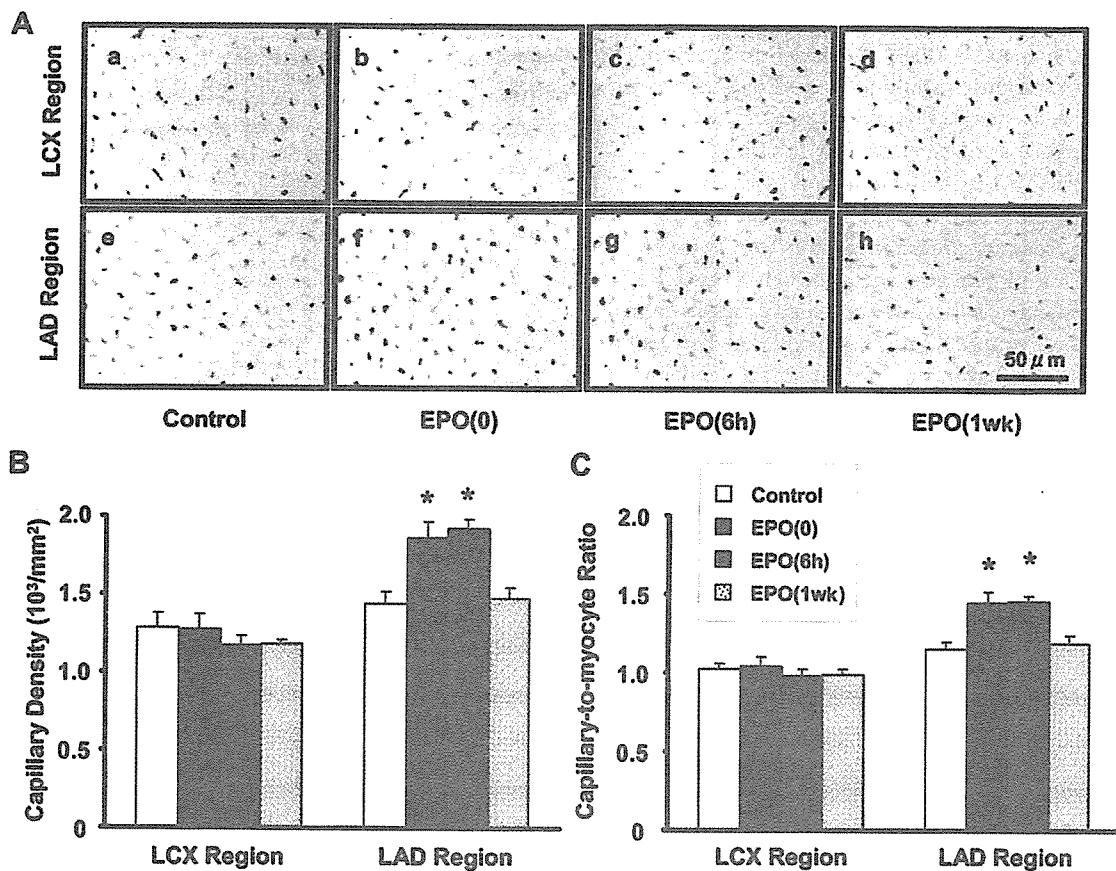 A
LCX Region
a
b
c
d
LAD Region
e
f
g
h
50 μm
Control
EPO(0)
EPO(6h)
EPO(1wk)
B
Capillary Density (10³/mm²)
2.0
1.5
1.0
0.5
0
* *
LCX Region
LAD Region
C
Capillary-to-myocyte Ratio
2.0
1.5
1.0
0.5
0
Control
EPO(0)
EPO(6h)
EPO(1wk)
* *
LCX Region
LAD Region